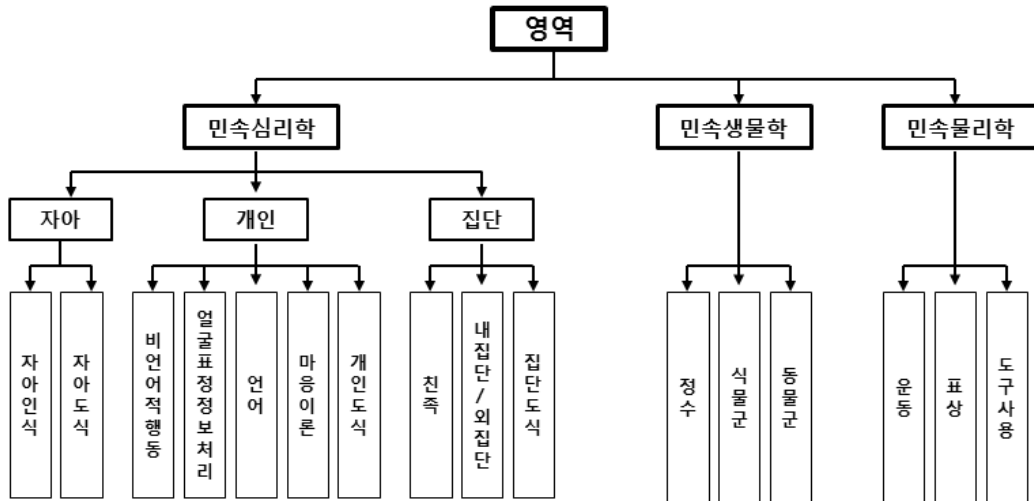 영역
민속심리학
민속생물학
민속물리학
자아
개인
집단
자아인식
자아도식
비언어적행동
얼굴표정정보처리
언어
마음이론
개인도식
친족
내집단/외집단
집단도식
정수
식물군
동물군
운동
표상
도구사용